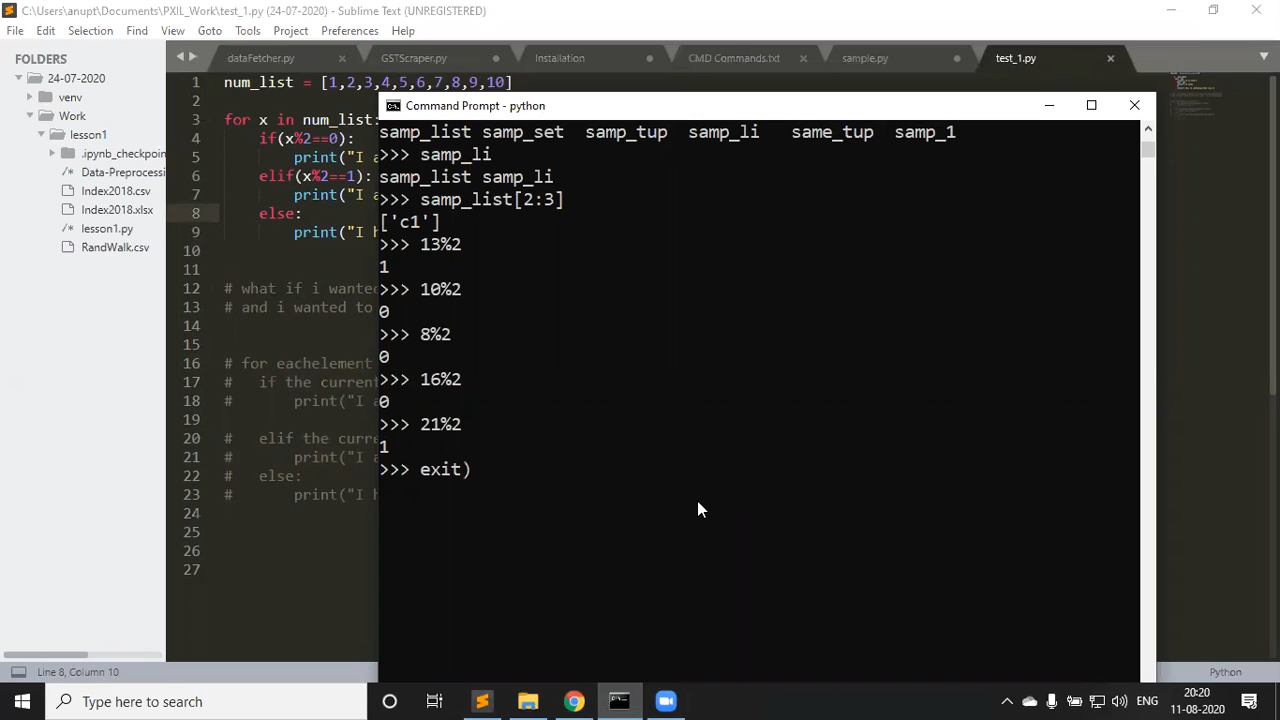 C:\Users\anupt\Documents\PXIL_Work\test_1.py (24-07-2020) - Sublime Text (UNREGISTERED)
File Edit Selection Find View Goto Tools Project Preferences Help
FOLDERS
24-07-2020
venv
Work
lesson1
.ipynb_checkpoin
Data-Preprocessi
Index2018.csv
Index2018.xlsx
lesson1.py
RandWalk.csv
dataFetcher.py GSTScraper.py Installation CMD Commands.txt sample.py test_1.py
1 num_list = [1,2,3,4,5,6,7,8,9,10]
2
3 for x in num_list:
4 if(x%2==0):
5 print("I a
6 elif(x%2==1):
7 print("I a
8 else:
9 print("I h
10
11
12 # what if i wanted
13 # and i wanted to
14
15
16 # for eachelement
17 # if the current
18 # print("I a
19
20 # elif the curre
21 # print("I a
22 # else:
23 # print("I h
24
25
26
27
Command Prompt - python
samp_list samp_set samp_tup samp_li same_tup samp_1
>>> samp_li
samp_list samp_li
>>> samp_list[2:3]
['c1']
>>> 13%2
1
>>> 10%2
0
>>> 8%2
0
>>> 16%2
0
>>> 21%2
1
>>> exit)
Line 8, Column 10
Python
Type here to search
ENG
20:20
11-08-2020